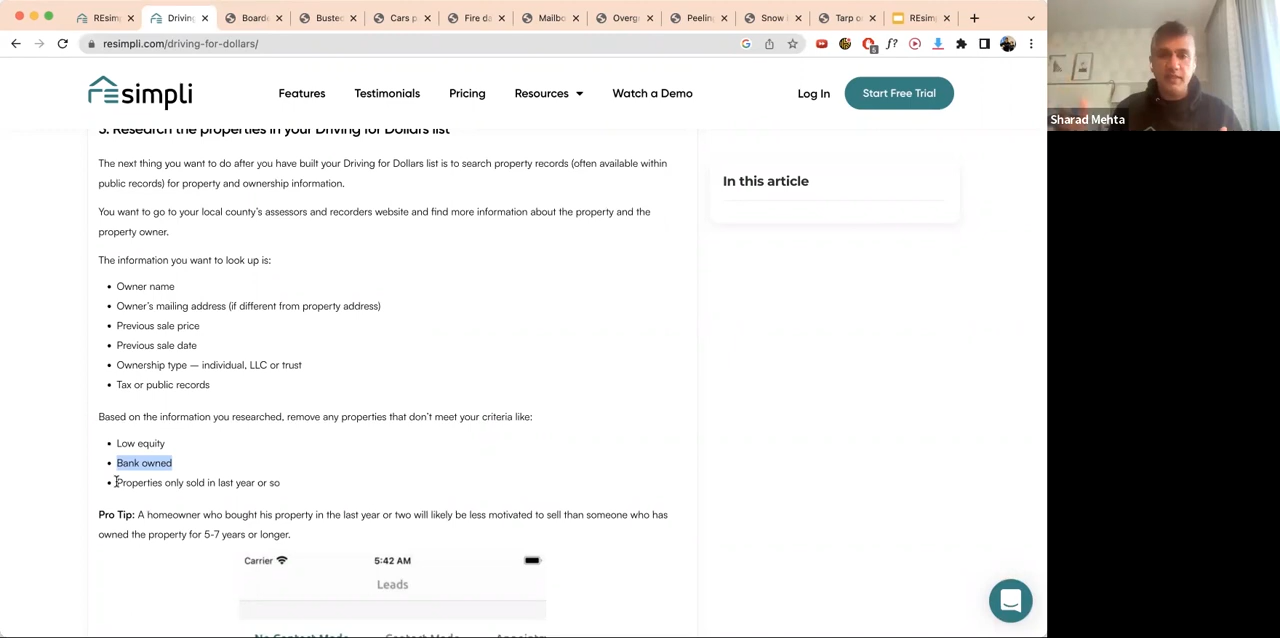 REsim
Driving
Boarde
Busted
Cars p
Fire da
Mailbo
Overg
Peelin
Snow
Tarp o
REsim
resimpli.com/driving-for-dollars/
5
REsimpli
Features
Testimonials
Pricing
Resources
Watch a Demo
Log In
Start Free Trial
Sharad Mehta
3. Research the properties in your Driving for Dollars list
The next thing you want to do after you have built your Driving for Dollars list is to search property records (often available within
public records) for property and ownership information.
You want to go to your local county's assessors and recorders website and find more information about the property and the
property owner.
The information you want to look up is:
• Owner name
• Owner's mailing address (if different from property address)
• Previous sale price
• Previous sale date
• Ownership type – individual, LLC or trust
• Tax or public records
Based on the information you researched, remove any properties that don't meet your criteria like:
• Low equity
• Bank owned
• Properties only sold in last year or so
Pro Tip: A homeowner who bought his property in the last year or two will likely be less motivated to sell than someone who has
owned the property for 5-7 years or longer.
Carrier 5:42 AM
Leads
No Contact Made Contact Made Appointm
In this article